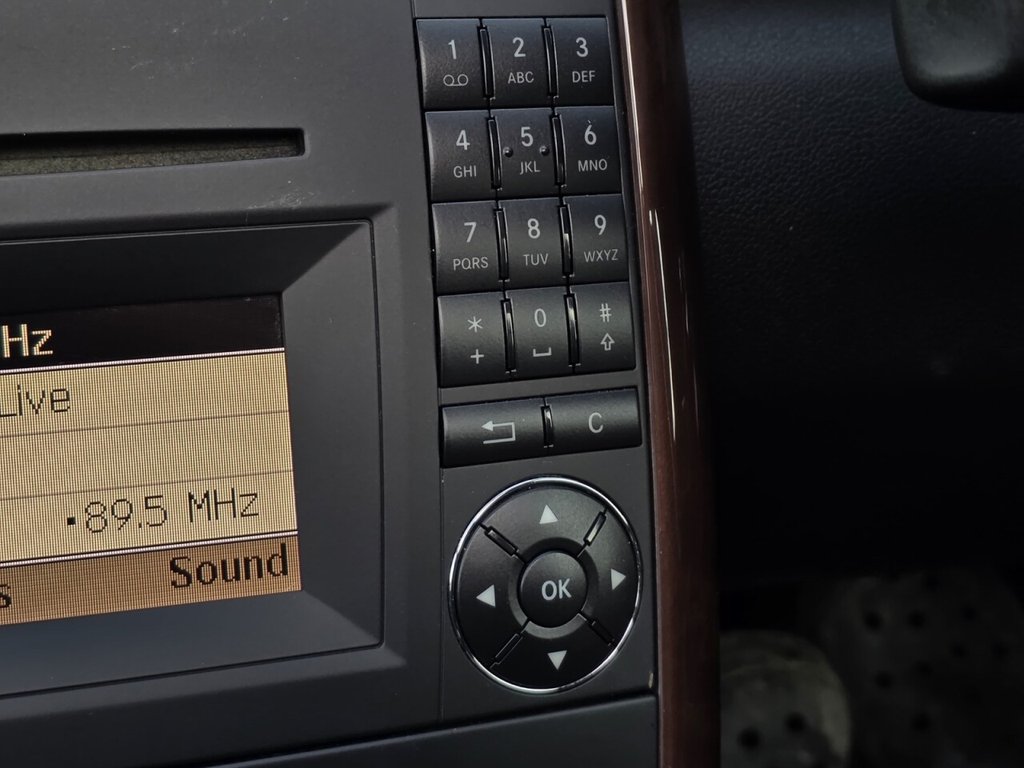 1 2 ABC 3 DEF
4 GHI 5 JKL 6 MNO
7 PQRS 8 TUV 9 WXYZ
* + 0 #
C
OK
Hz
Live
89.5 MHz
s Sound